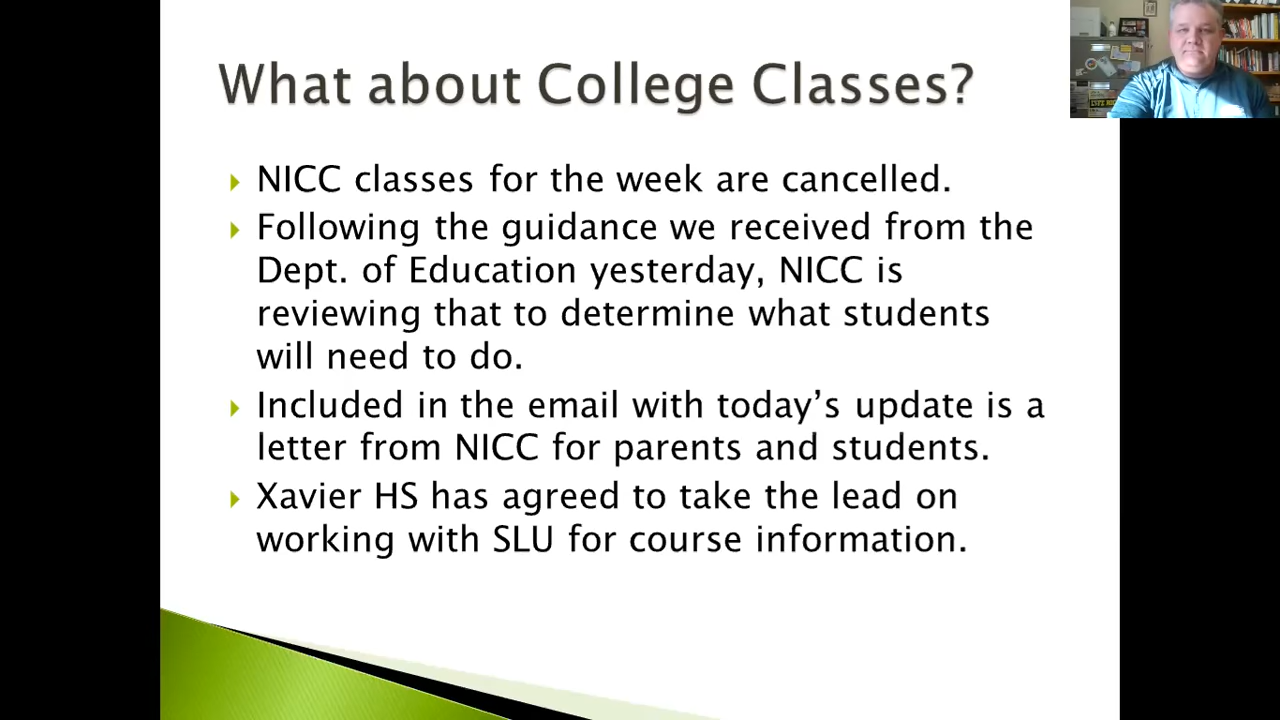 What about College Classes?
NICC classes for the week are cancelled.
Following the guidance we received from the
Dept. of Education yesterday, NICC is
reviewing that to determine what students
will need to do.
Included in the email with today’s update is a
letter from NICC for parents and students.
Xavier HS has agreed to take the lead on
working with SLU for course information.